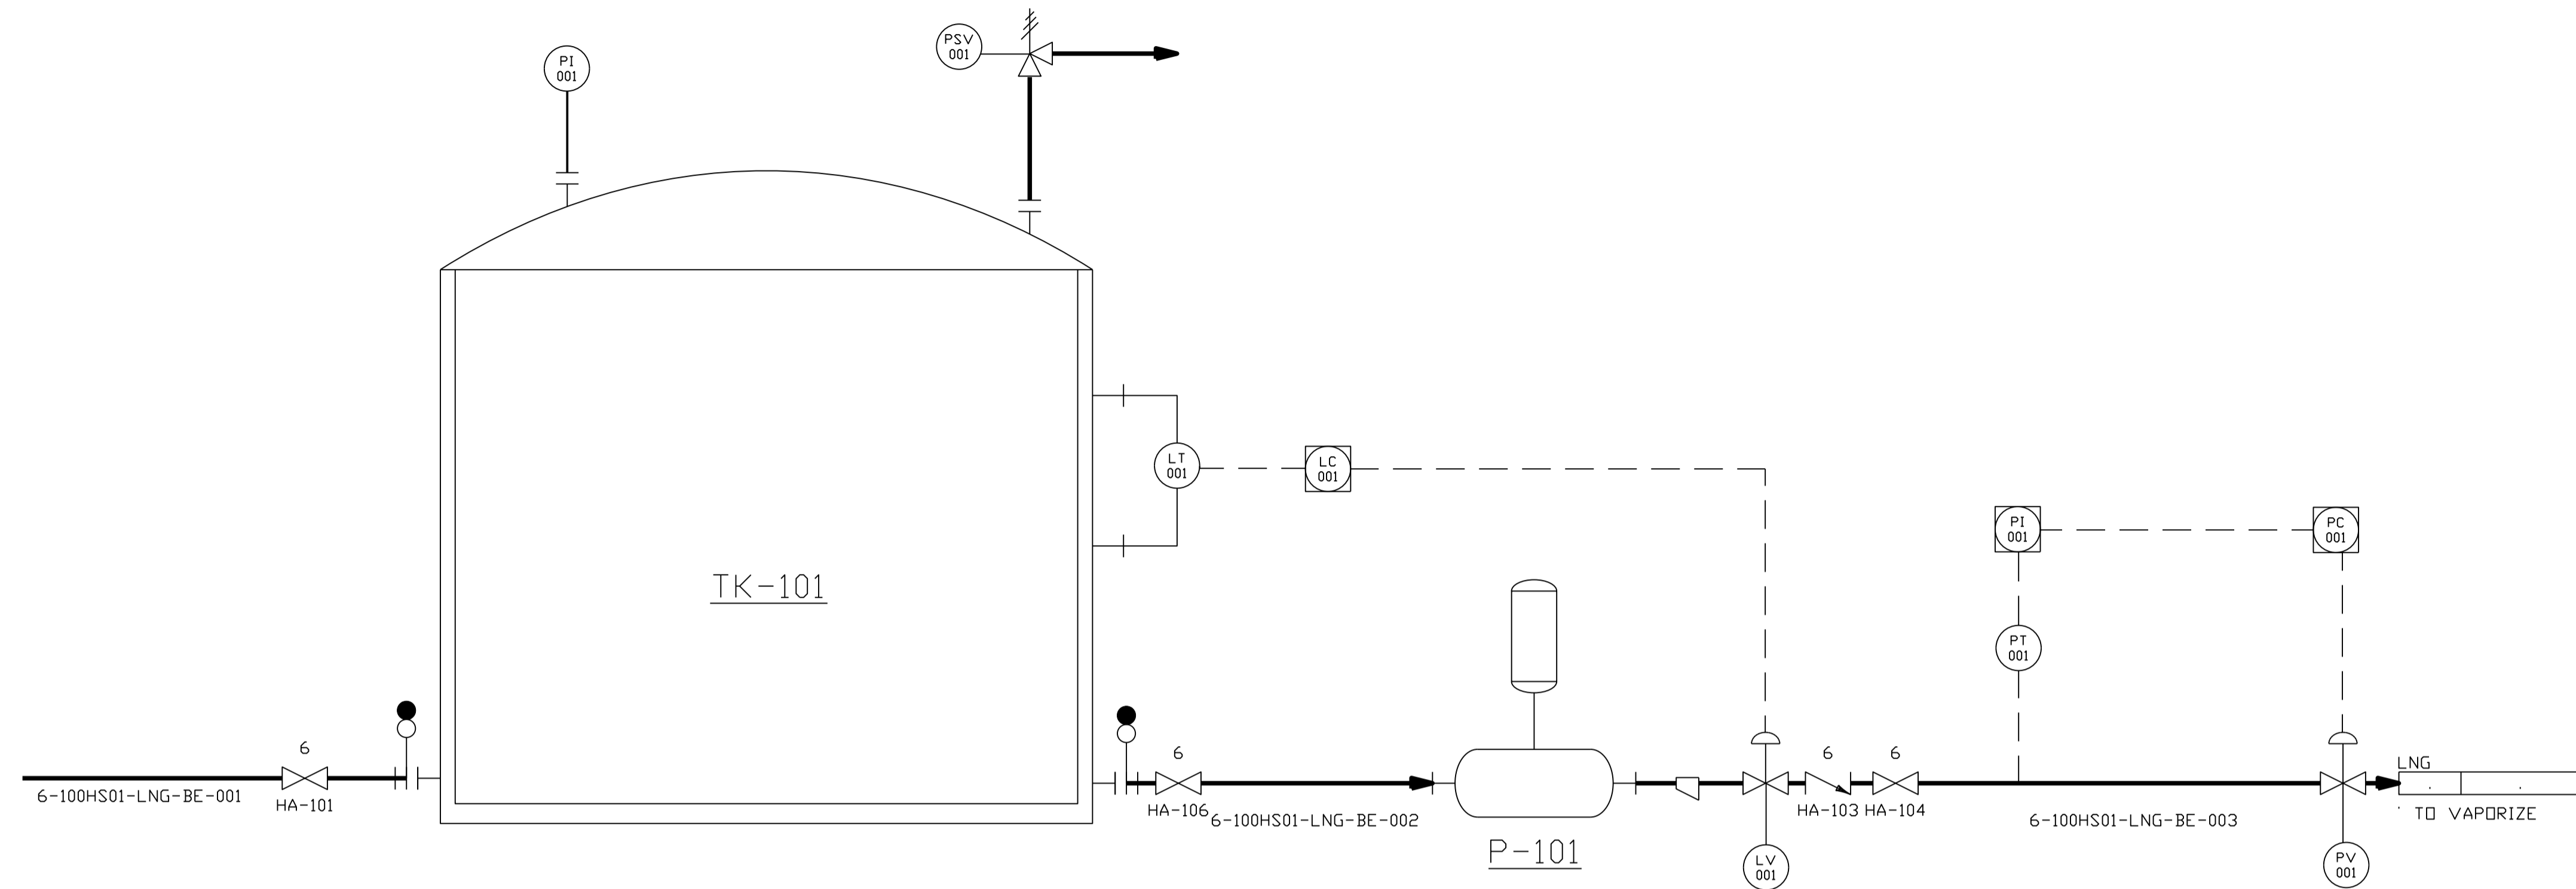 PSV
001
PI
001
LT
001
LC
001
PI
001
PC
001
TK-101
PT
001
6
6
6
6
LNG
6-100HS01-LNG-BE-001
HA-101
HA-106
6-100HS01-LNG-BE-002
HA-103
HA-104
6-100HS01-LNG-BE-003
TO VAPORIZE
P-101
LV
001
PV
001